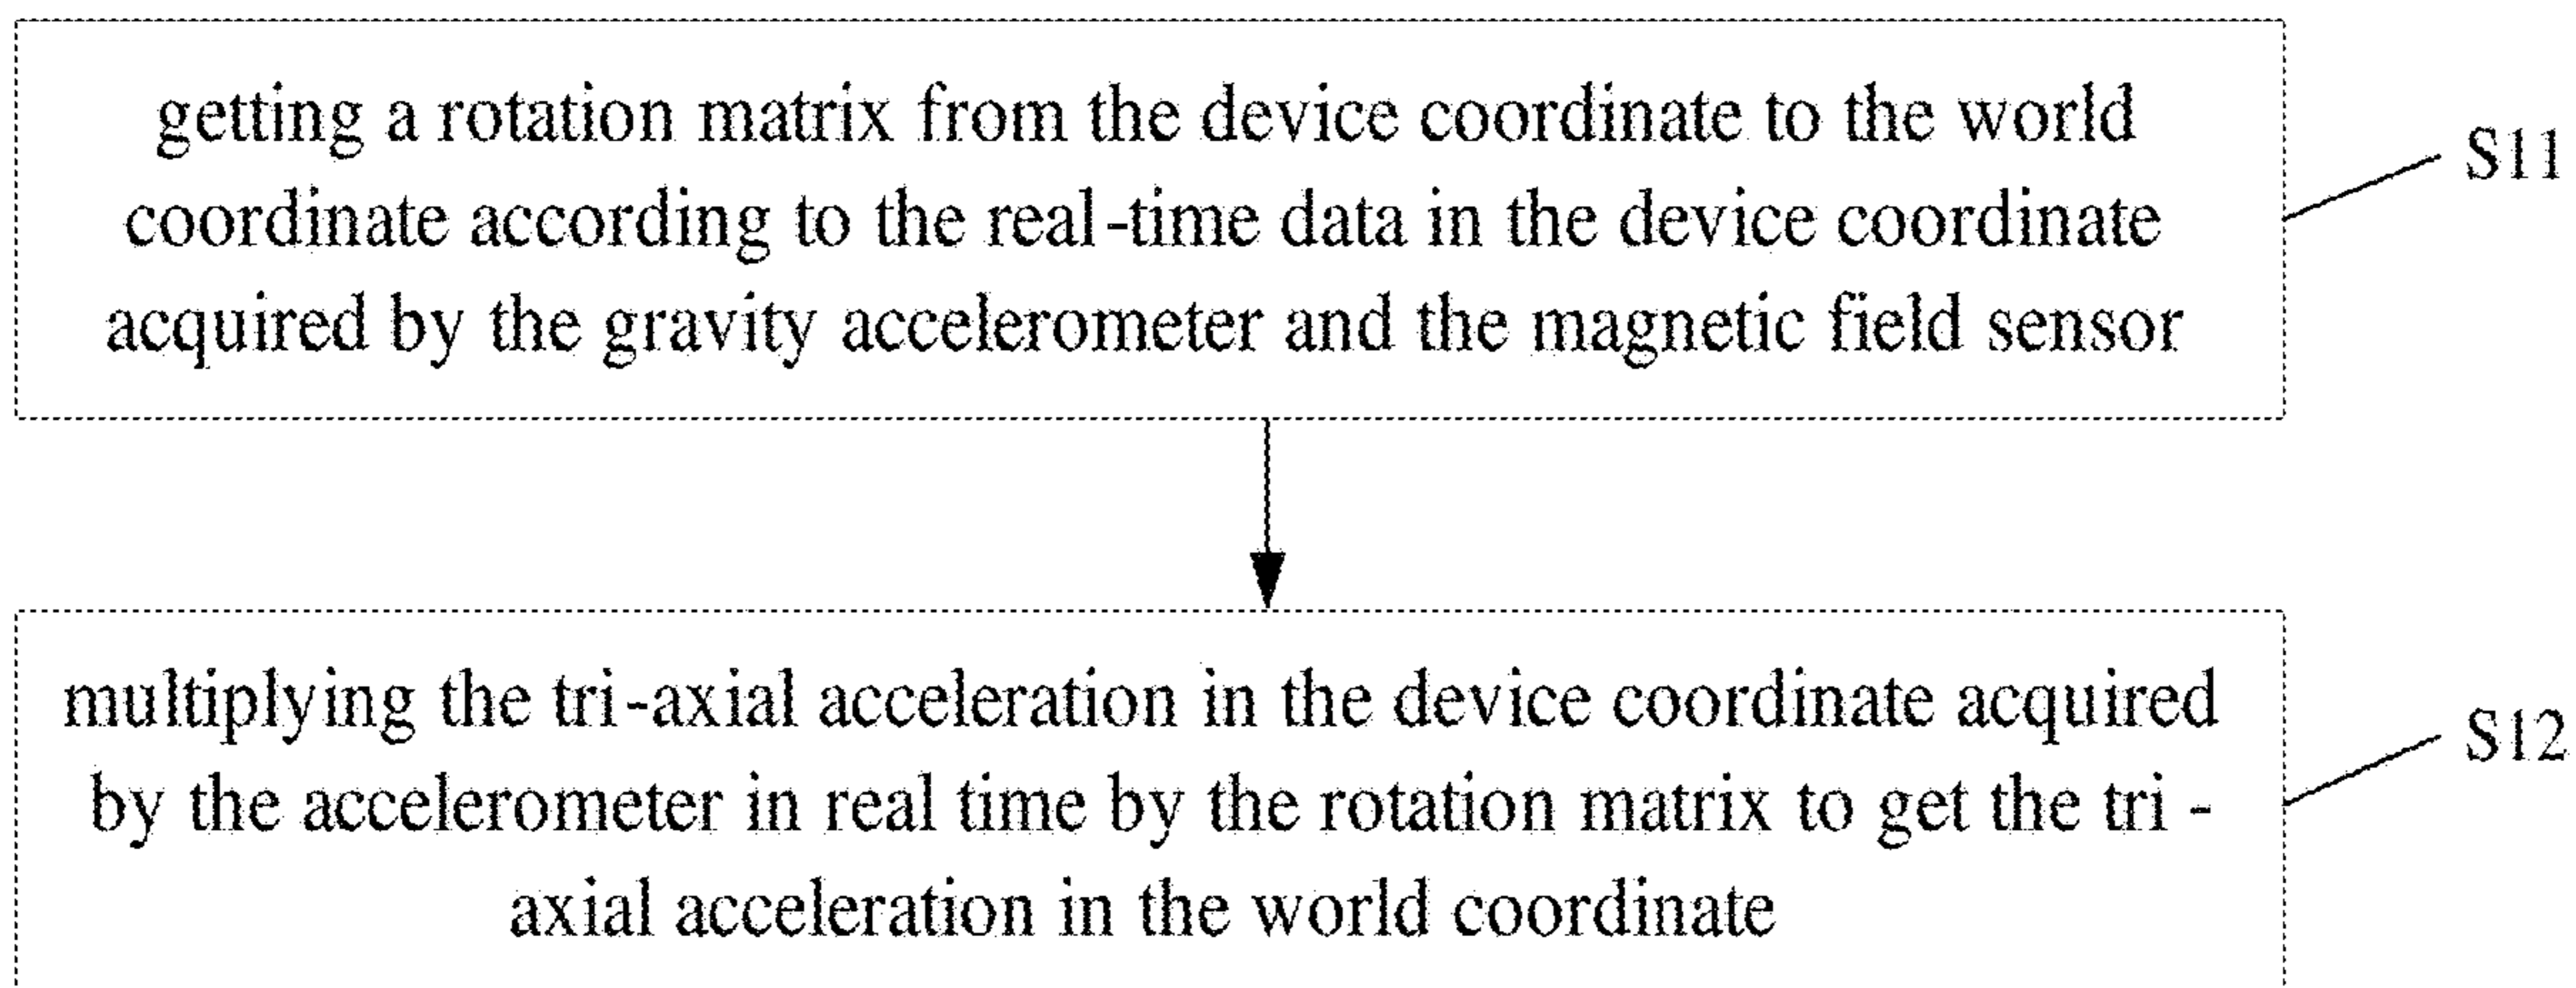 getting a rotation matrix from the device coordinate to the world
coordinate according to the real-time data in the device coordinate
acquired by the gravity accelerometer and the magnetic field sensor
S11
multiplying the tri-axial acceleration in the device coordinate acquired
by the accelerometer in real time by the rotation matrix to get the tri -
axial acceleration in the world coordinate
S12